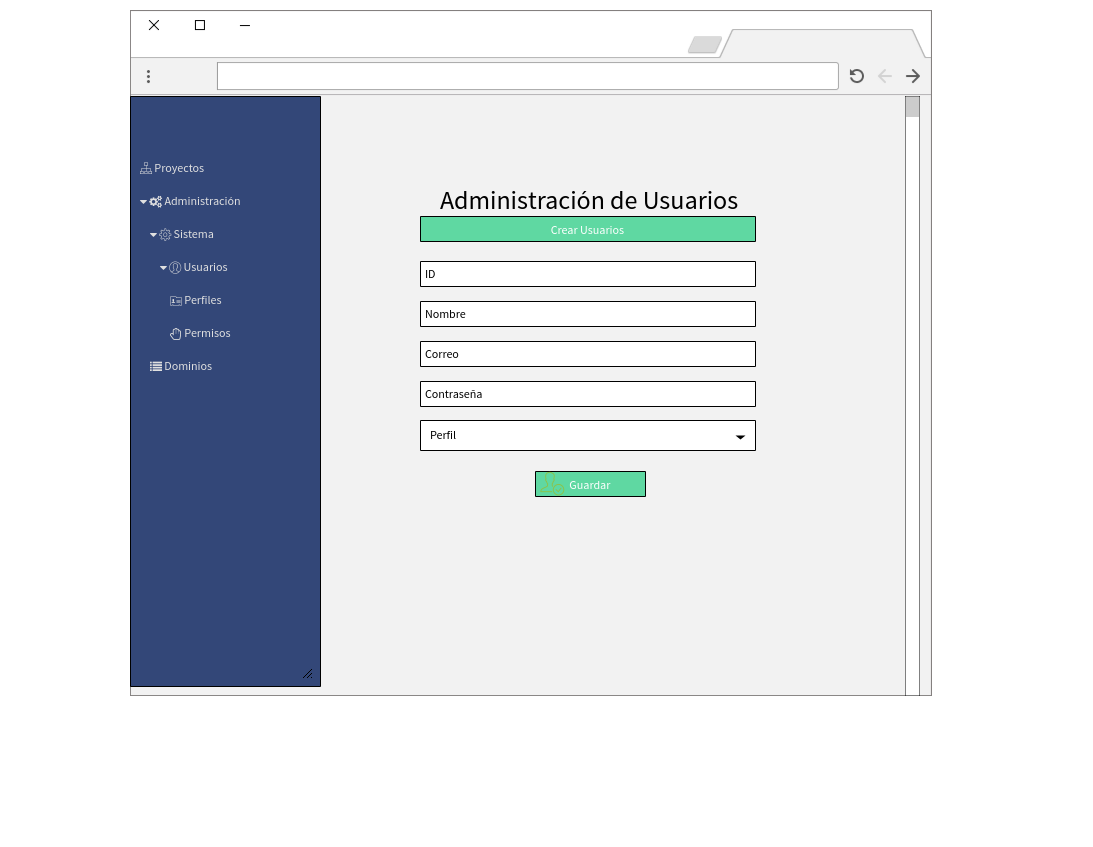 Proyectos
Administración
Sistema
Usuarios
Perfiles
Permisos
Dominios
Administración de Usuarios
Crear Usuarios
ID
Nombre
Correo
Contraseña
Perfil
Guardar